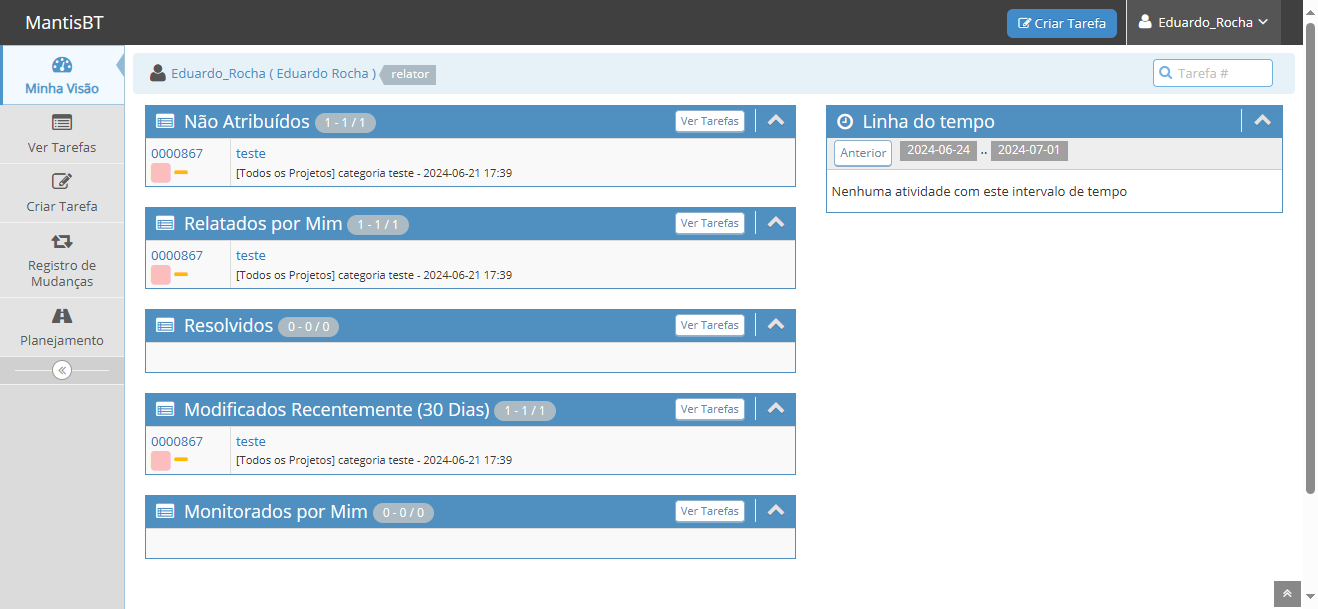 MantisBT
Criar Tarefa
Eduardo_Rocha
Minha Visão
Ver Tarefas
Criar Tarefa
Registro de
Mudanças
Planejamento
Eduardo_Rocha ( Eduardo Rocha ) relator
Tarefa #
Não Atribuídos 1 - 1 / 1 Ver Tarefas
0000867 teste
[Todos os Projetos] categoria teste - 2024-06-21 17:39
Relatados por Mim 1 - 1 / 1 Ver Tarefas
0000867 teste
[Todos os Projetos] categoria teste - 2024-06-21 17:39
Resolvidos 0 - 0 / 0 Ver Tarefas
Modificados Recentemente (30 Dias) 1 - 1 / 1 Ver Tarefas
0000867 teste
[Todos os Projetos] categoria teste - 2024-06-21 17:39
Monitorados por Mim 0 - 0 / 0 Ver Tarefas
Linha do tempo
Anterior 2024-06-24 .. 2024-07-01
Nenhuma atividade com este intervalo de tempo